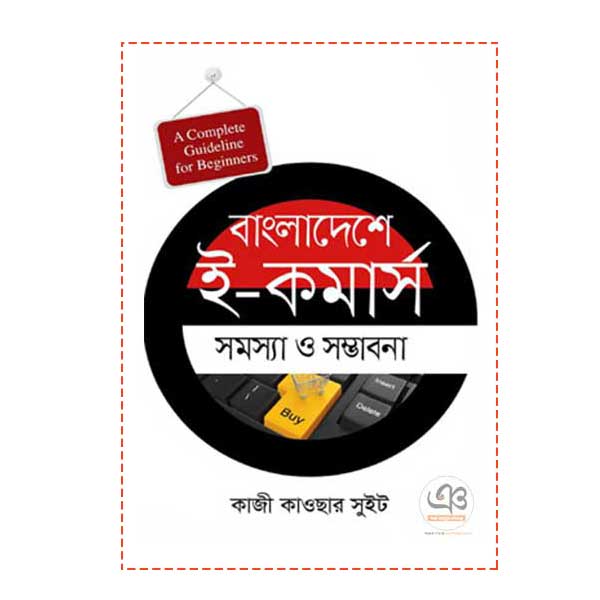 A Complete
Guideline
for Beginners
বাংলাদেশে
ই-কমার্স
সমস্যা ও সম্ভাবনা
Insert
Delete
Buy
কাজী কাওছার সুইট